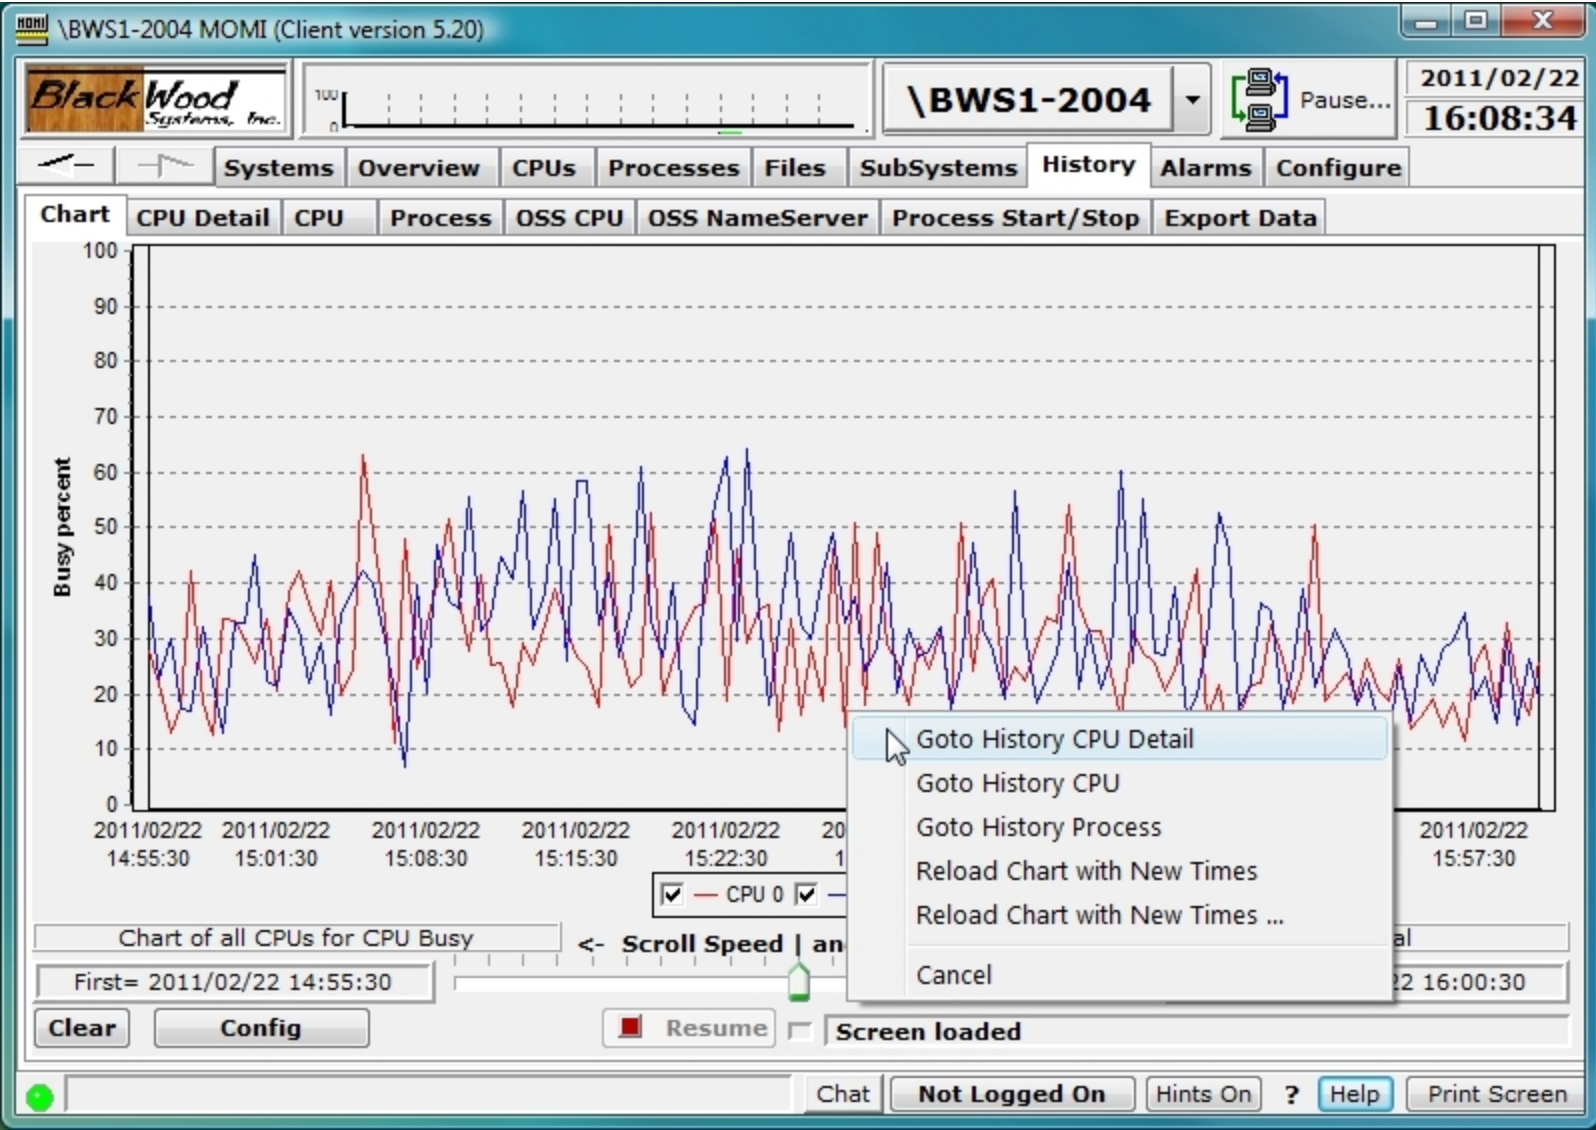 MOMI \BWS1-2004 MOMI (Client version 5.20)
BlackWood
Systems, Inc.
100
0
\BWS1-2004
Pause...
2011/02/22
16:08:34
Systems Overview CPUs Processes Files SubSystems History Alarms Configure
Chart CPU Detail CPU Process OSS CPU OSS NameServer Process Start/Stop Export Data
Busy percent
100
90
80
70
60
50
40
30
20
10
0
2011/02/22 2011/02/22 2011/02/22 2011/02/22 2011/02/22 20 2011/02/22
14:55:30 15:01:30 15:08:30 15:15:30 15:22:30 1 15:57:30
CPU 0
Goto History CPU Detail
Goto History CPU
Goto History Process
Reload Chart with New Times
Reload Chart with New Times ...
Cancel
Chart of all CPUs for CPU Busy
<- Scroll Speed | an
al
First= 2011/02/22 14:55:30
22 16:00:30
Clear Config Resume Screen loaded
Chat Not Logged On Hints On ? Help Print Screen